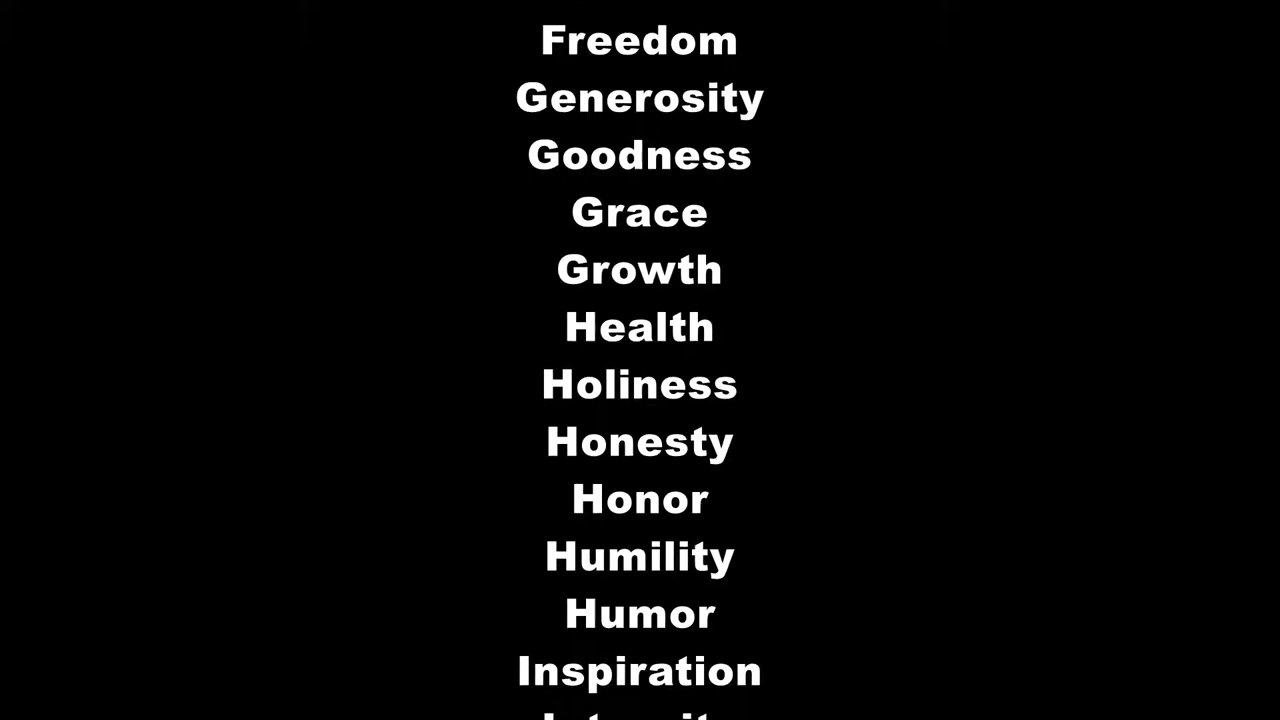 Freedom
Generosity
Goodness
Grace
Growth
Health
Holiness
Honesty
Honor
Humility
Humor
Inspiration